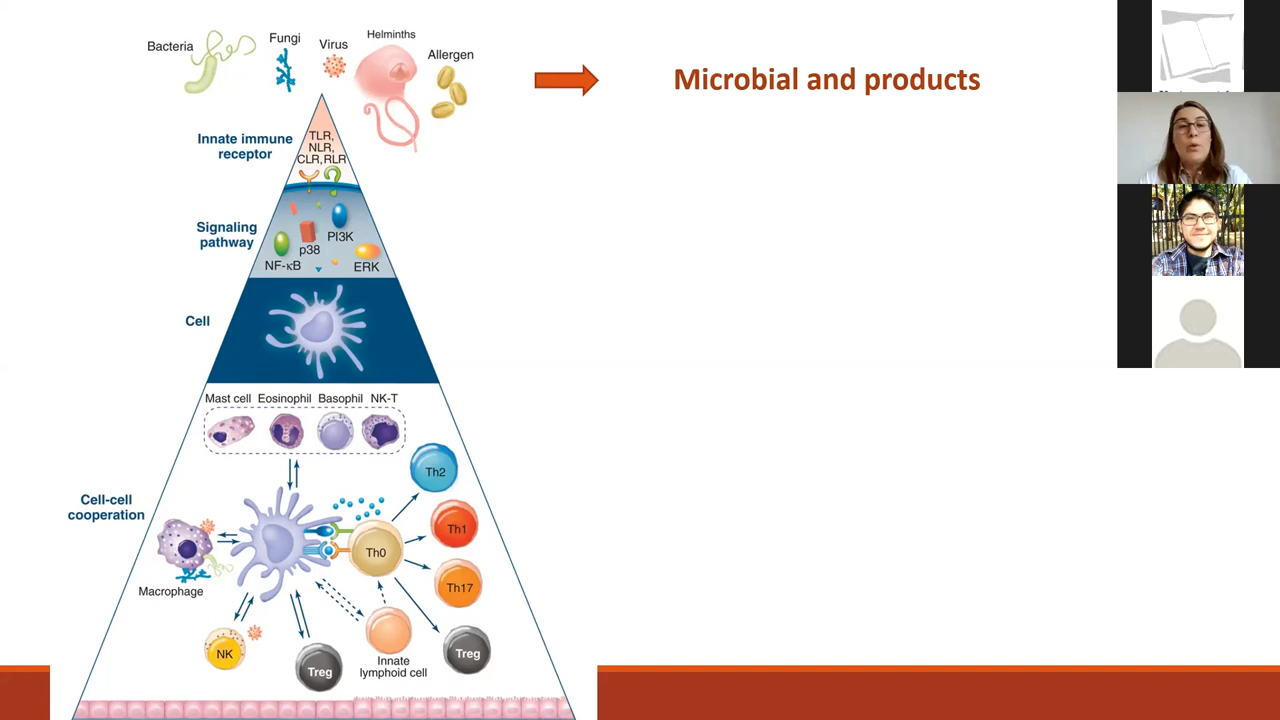 Bacteria
Fungi
Virus
Helminths
Allergen
Microbial and products
Innate immune
receptor
TLR,
NLR,
CLR, RLR
Signaling
pathway
PI3K
p38
NF-κB
ERK
Cell
Mast cell
Eosinophil
Basophil
NK-T
Cell-cell
cooperation
Th2
Th1
Th0
Th17
Macrophage
NK
Treg
Innate
lymphoid cell
Treg